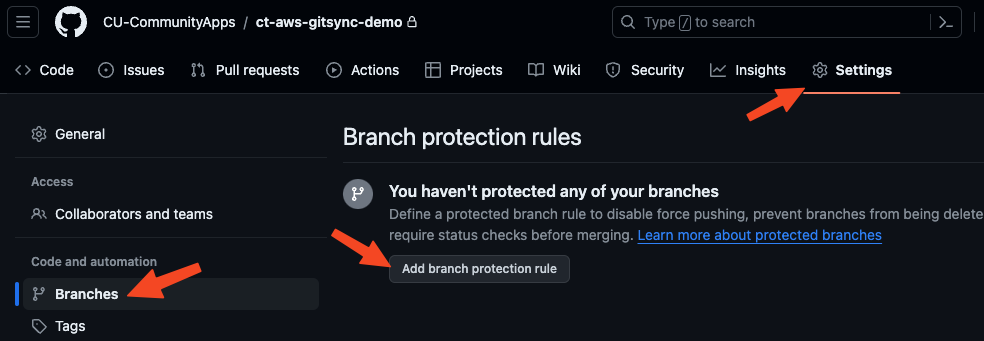 CU-CommunityApps / ct-aws-gitsync-demo
Type / to search
Code Issues Pull requests Actions Projects Wiki Security Insights Settings
General
Access
Collaborators and teams
Code and automation
Branches
Tags
Branch protection rules
You haven't protected any of your branches
Define a protected branch rule to disable force pushing, prevent branches from being delete
require status checks before merging. Learn more about protected branches
Add branch protection rule